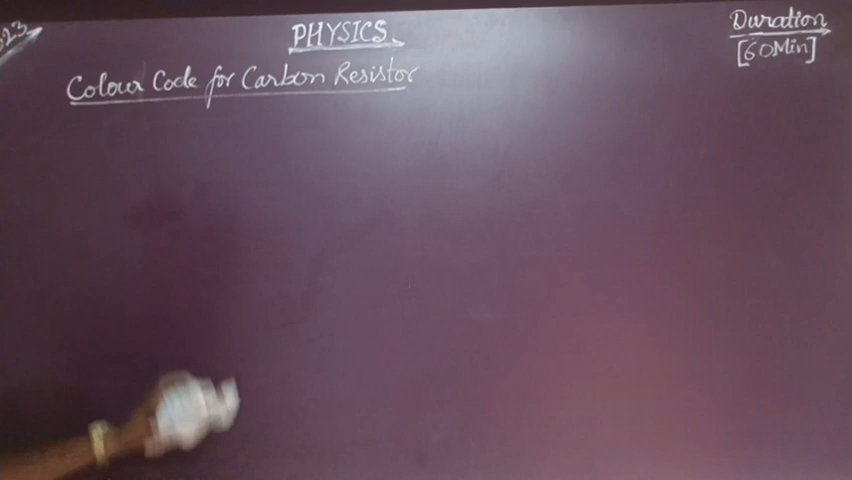 PHYSICS
Duration
[60Min]
Colour Code for Carbon Resistor